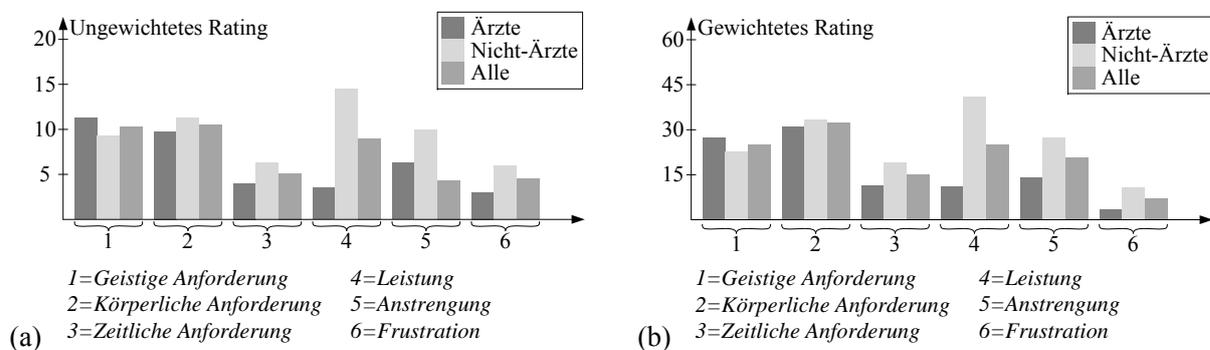 Ungewichtetes Rating
Ärzte
Nicht-Ärzte
Alle
20
15
10
5
1 2 3 4 5 6
1=Geistige Anforderung 4=Leistung
2=Körperliche Anforderung 5=Anstrengung
(a) 3=Zeitliche Anforderung 6=Frustration
Gewichtetes Rating
Ärzte
Nicht-Ärzte
Alle
60
45
30
15
1 2 3 4 5 6
1=Geistige Anforderung 4=Leistung
2=Körperliche Anforderung 5=Anstrengung
(b) 3=Zeitliche Anforderung 6=Frustration